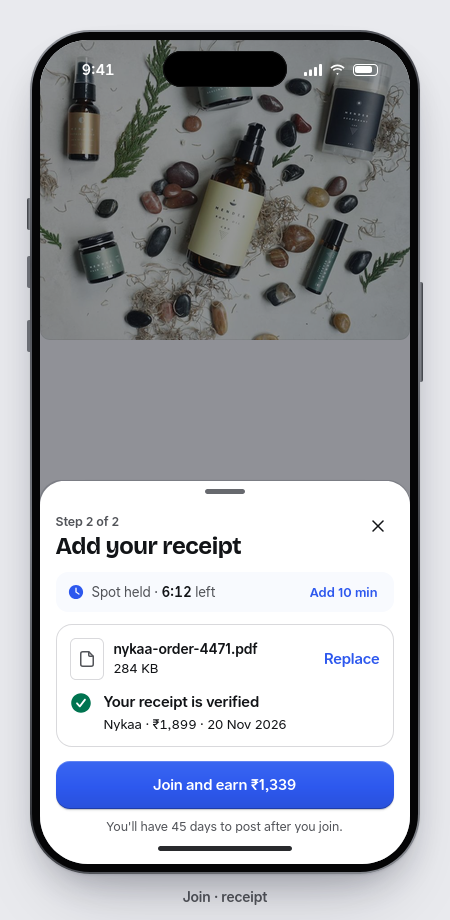 9:41
Step 2 of 2
Add your receipt
Spot held · 6:12 left
Add 10 min
nykaa-order-4471.pdf
284 KB
Replace
Your receipt is verified
Nykaa · ₹1,899 · 20 Nov 2026
Join and earn ₹1,339
You'll have 45 days to post after you join.
Join · receipt